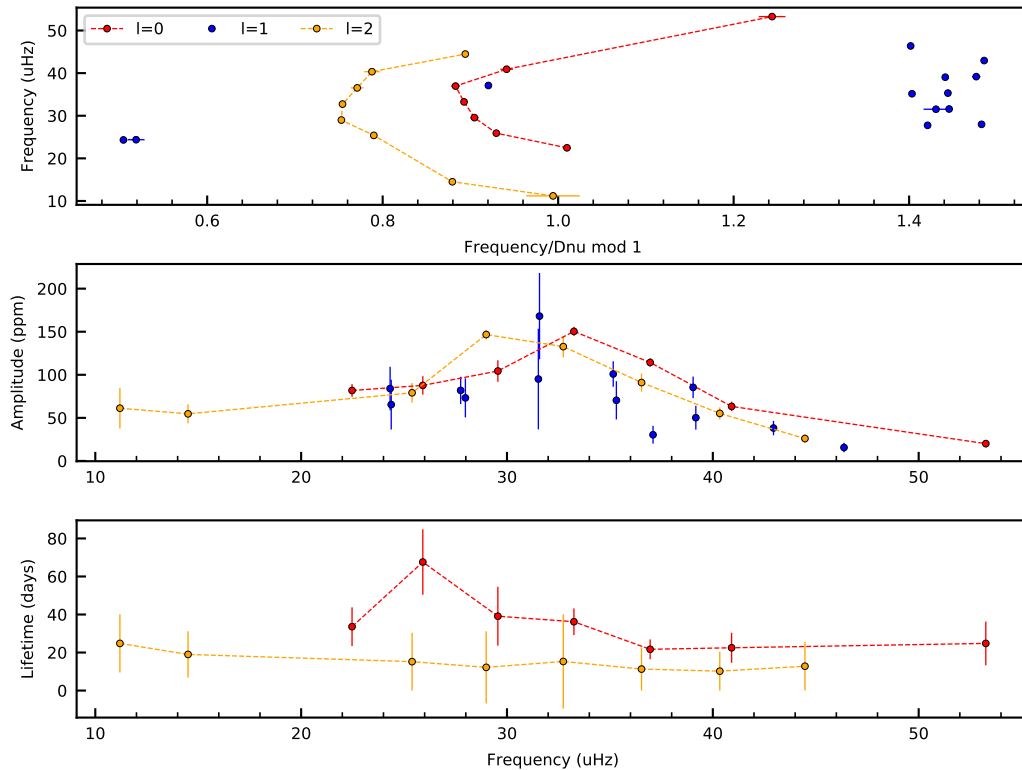 l=0 l=1 l=2
Frequency (uHz)
50
40
30
20
10
0.6 0.8 1.0 1.2 1.4
Frequency/Dnu mod 1
Amplitude (ppm)
200
150
100
50
0
10 20 30 40 50
Lifetime (days)
80
60
40
20
0
10 20 30 40 50
Frequency (uHz)